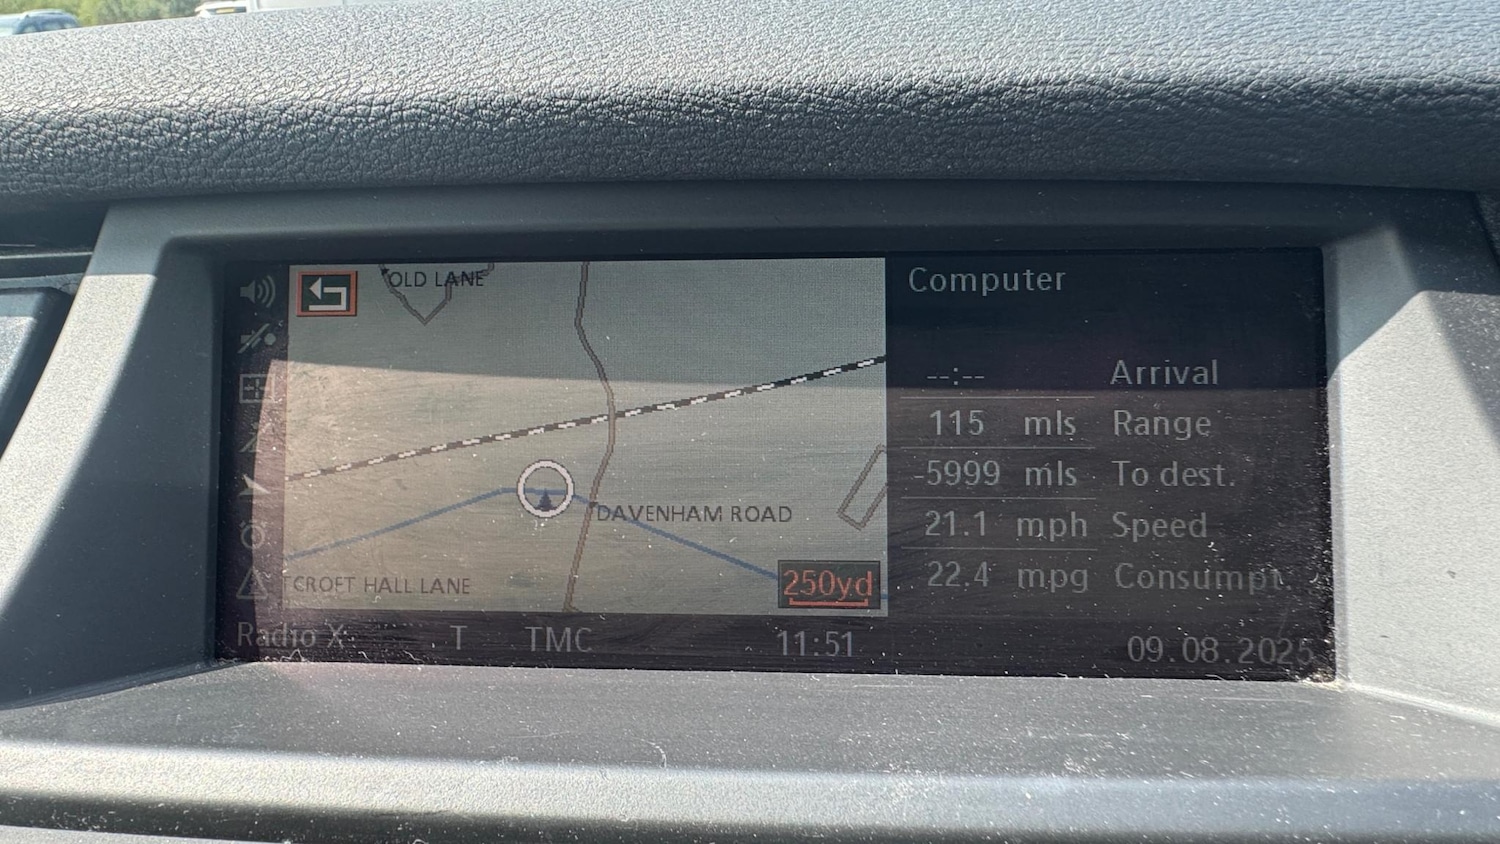 OLD LANE
DAVENHAM ROAD
CROFT HALL LANE
250yd
Computer
--:-- Arrival
115 mls Range
-5999 mls To dest.
21.1 mph Speed
22.4 mpg Consumpt.
Radio X T TMC 11:51 09.08.2025